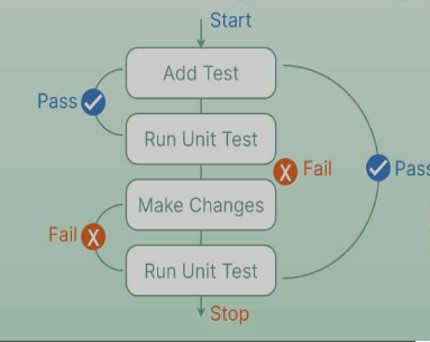 Start
Add Test
Pass
Run Unit Test
X Fail
Pass
Make Changes
Fail X
Run Unit Test
Stop